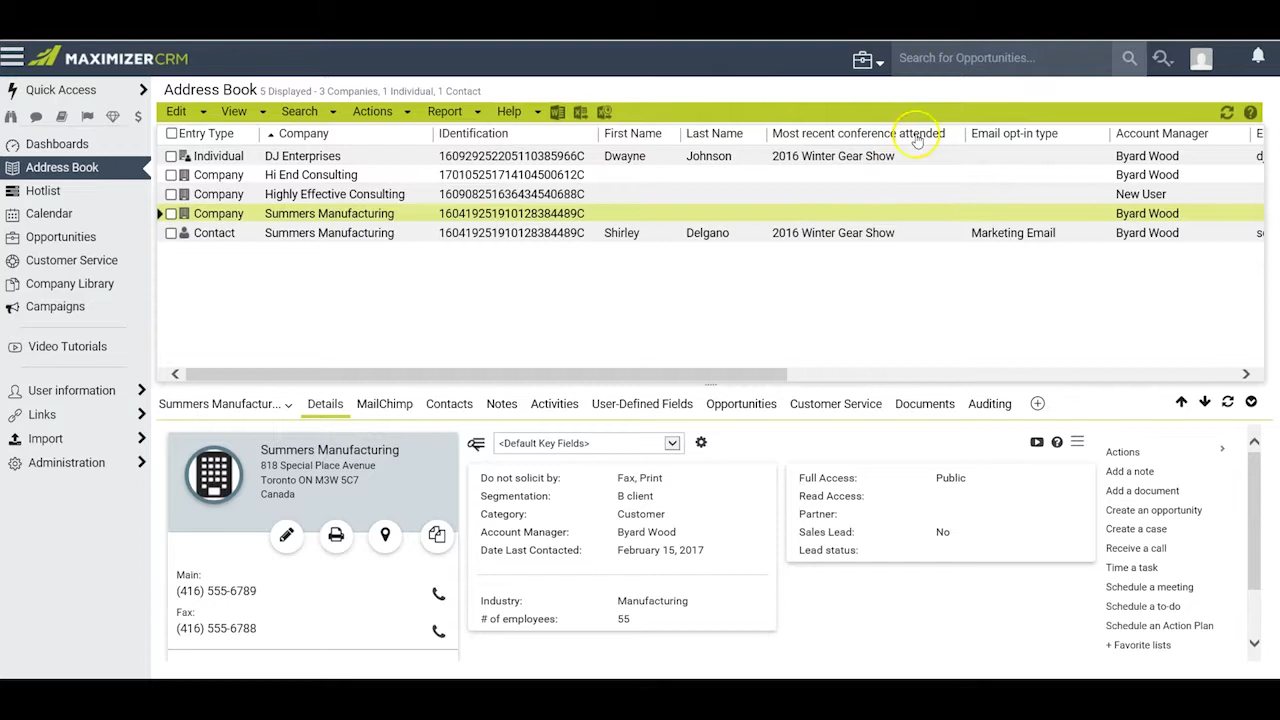 MAXIMIZERCRM
Search for Opportunities...
Quick Access
Address Book 5 Displayed - 3 Companies, 1 Individual, 1 Contact
Edit View Search Actions Report Help
Entry Type Company Identification First Name Last Name Most recent conference attended Email opt-in type Account Manager E
Individual DJ Enterprises 160929252205110385966C Dwayne Johnson 2016 Winter Gear Show Byard Wood d
Company Hi End Consulting 170105251714104500612C Byard Wood
Company Highly Effective Consulting 160908251636434540688C New User
Company Summers Manufacturing 160419251910128384489C Byard Wood
Contact Summers Manufacturing 160419251910128384489C Shirley Delgano 2016 Winter Gear Show Marketing Email Byard Wood
Dashboards
Address Book
Hotlist
Calendar
Opportunities
Customer Service
Company Library
Campaigns
Video Tutorials
User information
Links
Import
Administration
Summers Manufactur... Details MailChimp Contacts Notes Activities User-Defined Fields Opportunities Customer Service Documents Auditing
Summers Manufacturing
818 Special Place Avenue
Toronto ON M3W 5C7
Canada
Main:
(416) 555-6789
Fax:
(416) 555-6788
<Default Key Fields>
Do not solicit by: Fax, Print
Segmentation: B client
Category: Customer
Account Manager: Byard Wood
Date Last Contacted: February 15, 2017
Industry: Manufacturing
# of employees: 55
Full Access: Public
Read Access:
Partner:
Sales Lead: No
Lead status:
Actions
Add a note
Add a document
Create an opportunity
Create a case
Receive a call
Time a task
Schedule a meeting
Schedule a to-do
Schedule an Action Plan
+ Favorite lists